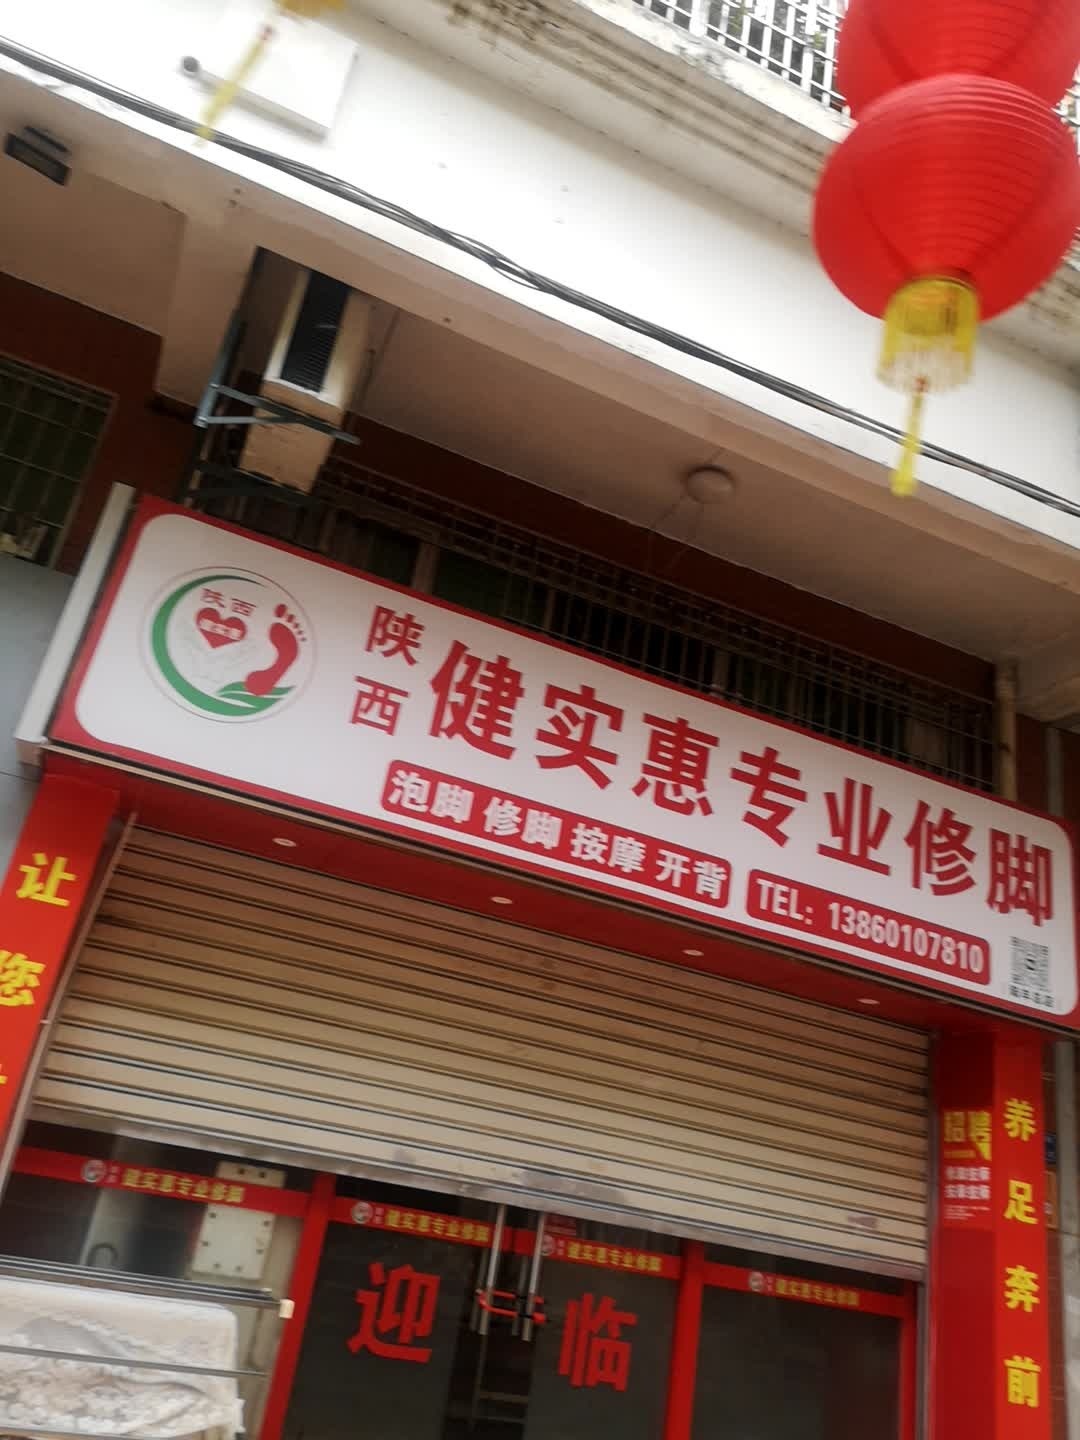 陕西
陕西
健实惠专业修脚
泡脚 修脚 按摩 开背
TEL: 13860107810
让您
养足奔前
招聘
健实惠专业修脚
健实惠专业修脚
健实惠专业修脚
健实惠专业修脚
迎 临